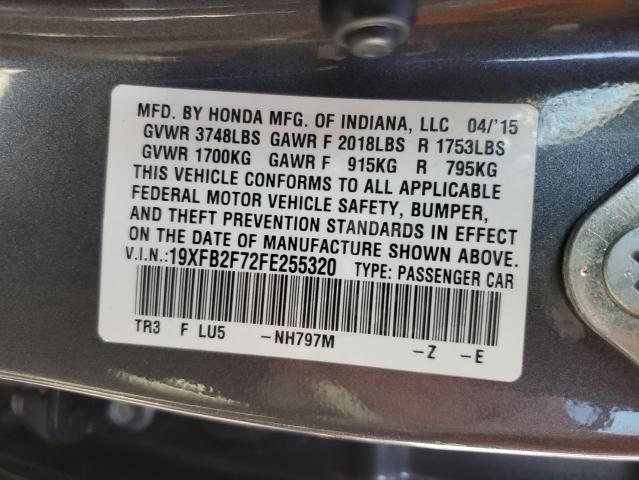 MFD. BY HONDA MFG. OF INDIANA, LLC 04/'15
GVWR 3748LBS GAWR F 2018LBS R 1753LBS
GVWR 1700KG GAWR F 915KG R 795KG
THIS VEHICLE CONFORMS TO ALL APPLICABLE
FEDERAL MOTOR VEHICLE SAFETY, BUMPER,
AND THEFT PREVENTION STANDARDS IN EFFECT
ON THE DATE OF MANUFACTURE SHOWN ABOVE.
V.I.N.:19XFB2F72FE255320 TYPE: PASSENGER CAR
TR3 F LU5 -NH797M -Z -E